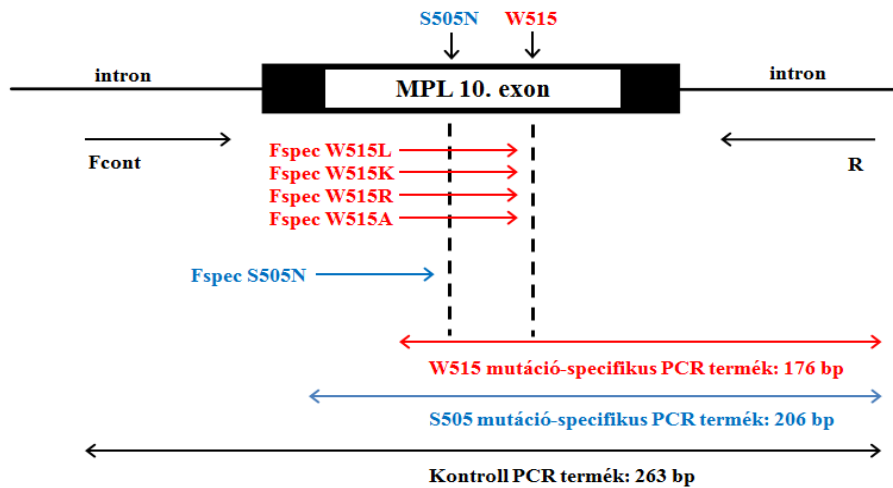 S505N W515
intron
MPL 10. exon
intron
Fcont
R
Fspec W515L
Fspec W515K
Fspec W515R
Fspec W515A
Fspec S505N
W515 mutáció-specifikus PCR termék: 176 bp
S505 mutáció-specifikus PCR termék: 206 bp
Kontroll PCR termék: 263 bp